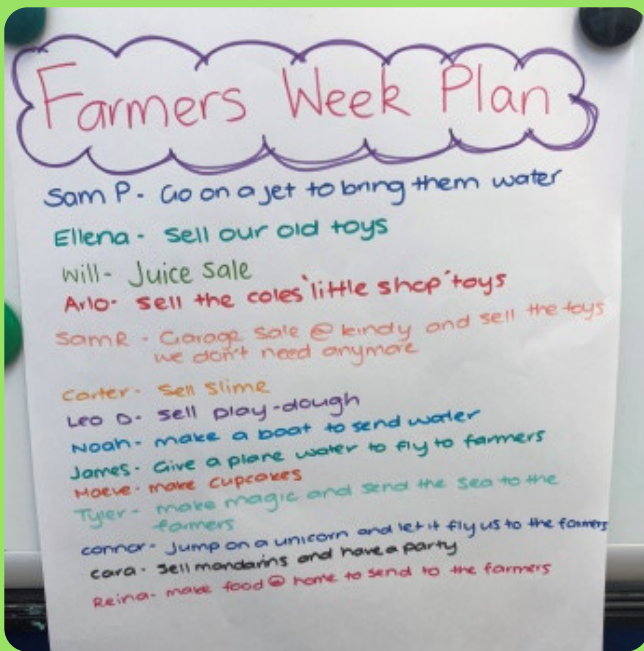 Farmers Week Plan
Sam P - Go on a jet to bring them water
Ellena - Sell our old toys
Will - Juice Sale
Arlo - Sell the coles 'little shop' toys
Sam R - Garage Sale @ kindy and sell the toys
we don't need anymore
Carter - Sell Slime
Leo D - Sell play-dough
Noah - make a boat to send water
James - Give a plane water to fly to farmers
Maeve - make cupcakes
Tyler - make magic and send the sea to the
farmers
connor - Jump on a unicorn and let it fly us to the farmers
cara - Sell mandarins and have a party
Reina - make food @ home to send to the farmers